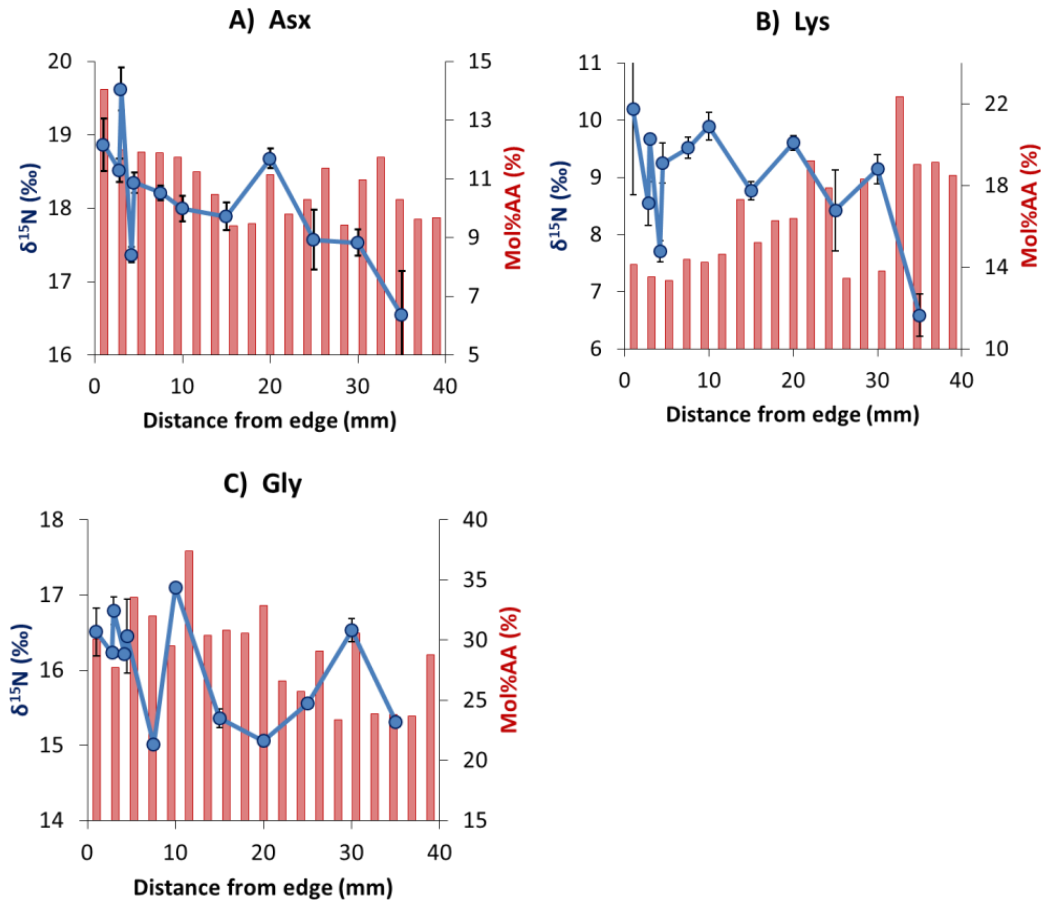 A) Asx
20
19
18
17
16
δ¹⁵N (‰)
15
13
11
9
7
5
Mol%AA (%)
0 10 20 30 40
Distance from edge (mm)
B) Lys
11
10
9
8
7
6
δ¹⁵N (‰)
22
18
14
10
Mol%AA (%)
0 10 20 30 40
Distance from edge (mm)
C) Gly
18
17
16
15
14
δ¹⁵N (‰)
40
35
30
25
20
15
Mol%AA (%)
0 10 20 30 40
Distance from edge (mm)